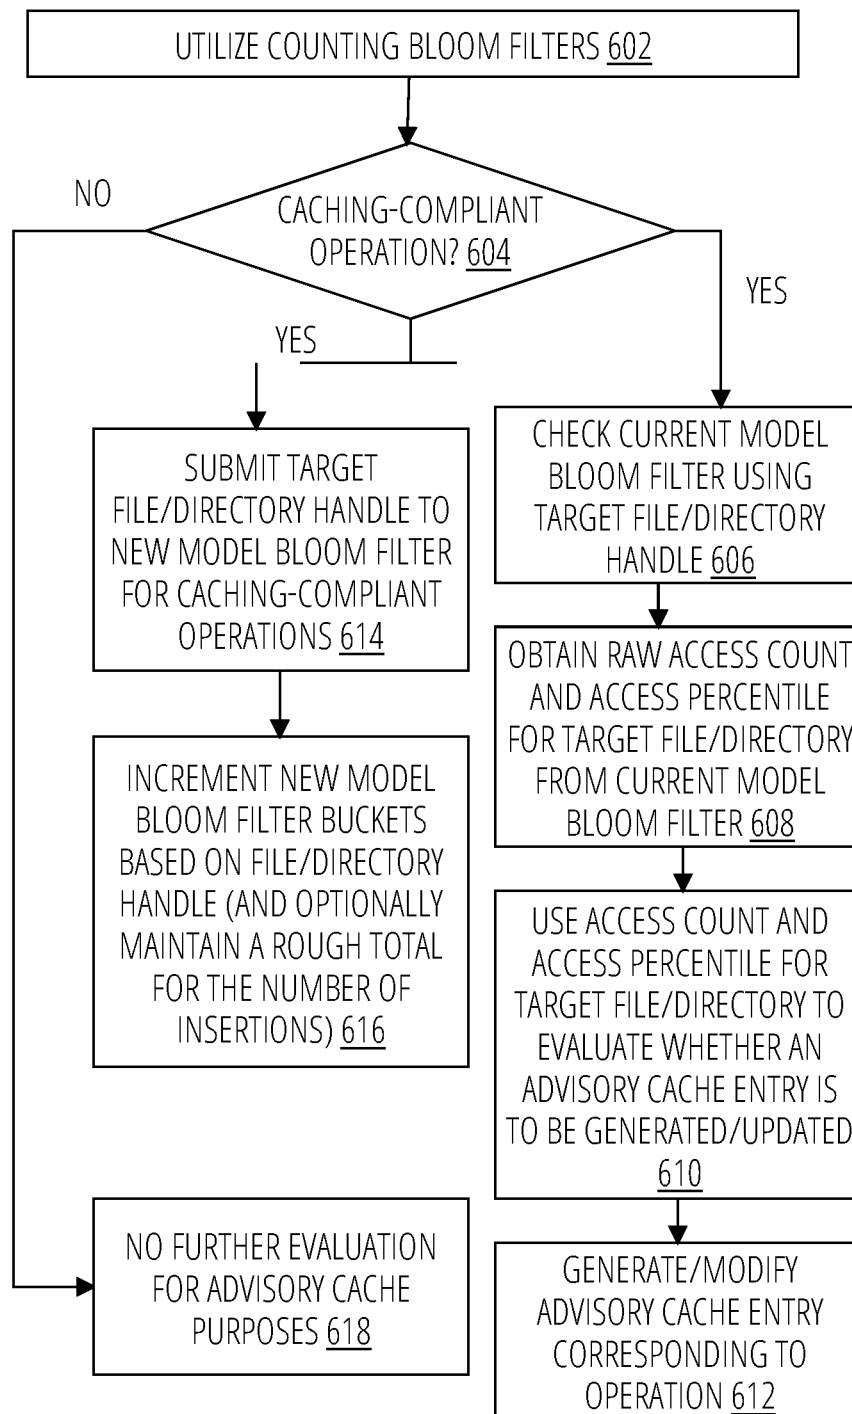 UTILIZE COUNTING BLOOM FILTERS 602
NO
CACHING-COMPLIANT
OPERATION? 604
YES
YES
SUBMIT TARGET
FILE/DIRECTORY HANDLE TO
NEW MODEL BLOOM FILTER
FOR CACHING-COMPLIANT
OPERATIONS 614
INCREMENT NEW MODEL
BLOOM FILTER BUCKETS
BASED ON FILE/DIRECTORY
HANDLE (AND OPTIONALLY
MAINTAIN A ROUGH TOTAL
FOR THE NUMBER OF
INSERTIONS) 616
NO FURTHER EVALUATION
FOR ADVISORY CACHE
PURPOSES 618
CHECK CURRENT MODEL
BLOOM FILTER USING
TARGET FILE/DIRECTORY
HANDLE 606
OBTAIN RAW ACCESS COUNT
AND ACCESS PERCENTILE
FOR TARGET FILE/DIRECTORY
FROM CURRENT MODEL
BLOOM FILTER 608
USE ACCESS COUNT AND
ACCESS PERCENTILE FOR
TARGET FILE/DIRECTORY TO
EVALUATE WHETHER AN
ADVISORY CACHE ENTRY IS
TO BE GENERATED/UPDATED
610
GENERATE/MODIFY
ADVISORY CACHE ENTRY
CORRESPONDING TO
OPERATION 612